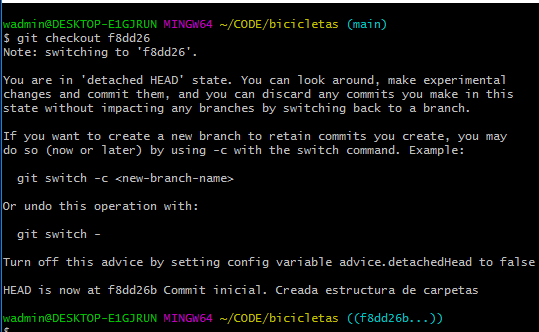 wadmin@DESKTOP-E1GJRUN MINGW64 ~/CODE/bicicletas (main)
$ git checkout f8dd26
Note: switching to 'f8dd26'.
You are in 'detached HEAD' state. You can look around, make experimental
changes and commit them, and you can discard any commits you make in this
state without impacting any branches by switching back to a branch.
If you want to create a new branch to retain commits you create, you may
do so (now or later) by using -c with the switch command. Example:
git switch -c <new-branch-name>
Or undo this operation with:
git switch -
Turn off this advice by setting config variable advice.detachedHead to false
HEAD is now at f8dd26b Commit inicial. Creada estructura de carpetas
wadmin@DESKTOP-E1GJRUN MINGW64 ~/CODE/bicicletas ((f8dd26b...))
$